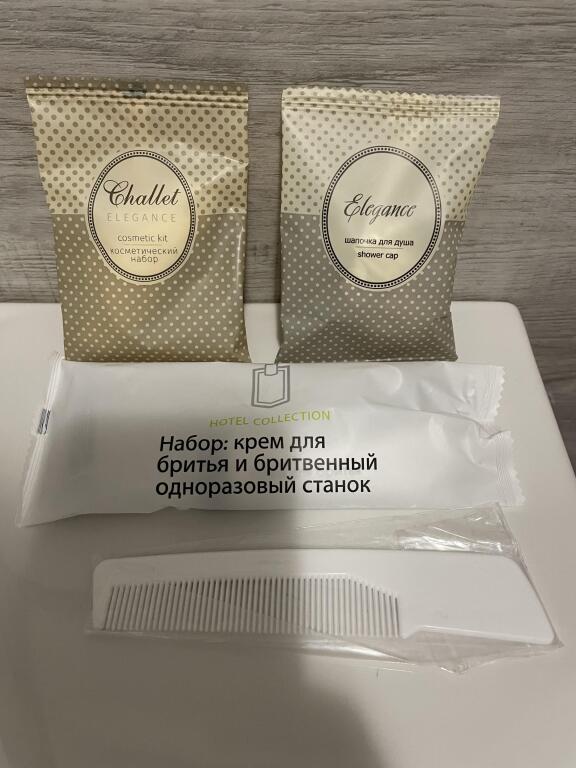 Challet
ELEGANCE
cosmetic kit
косметический
набор
Elegance
шапочка для душа
shower cap
HOTEL COLLECTION
Набор: крем для
бритья и бритвенный
одноразовый станок